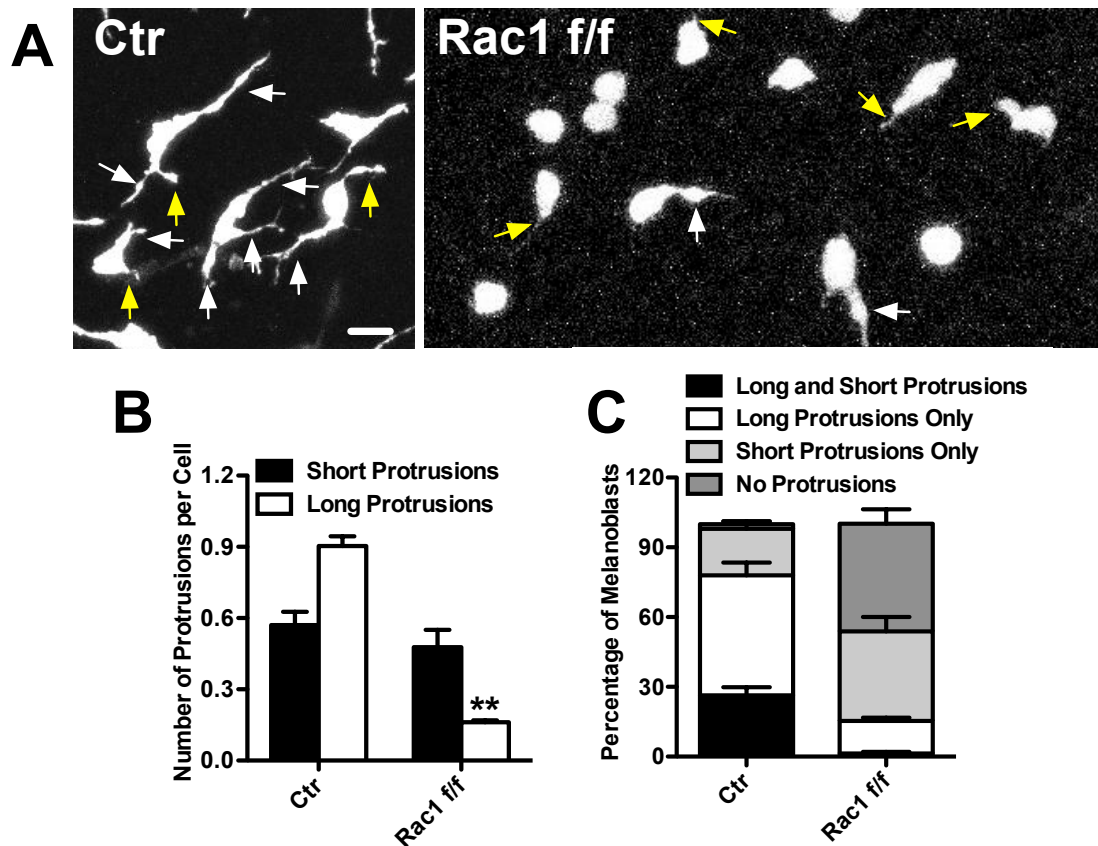 A
Ctr
Rac1 f/f
B
Short Protrusions
Long Protrusions
Number of Protrusions per Cell
1.2
0.9
0.6
0.3
0.0
**
Ctr
Rac1 f/f
C
Long and Short Protrusions
Long Protrusions Only
Short Protrusions Only
No Protrusions
Percentage of Melanoblasts
120
90
60
30
0
Ctr
Rac1 f/f